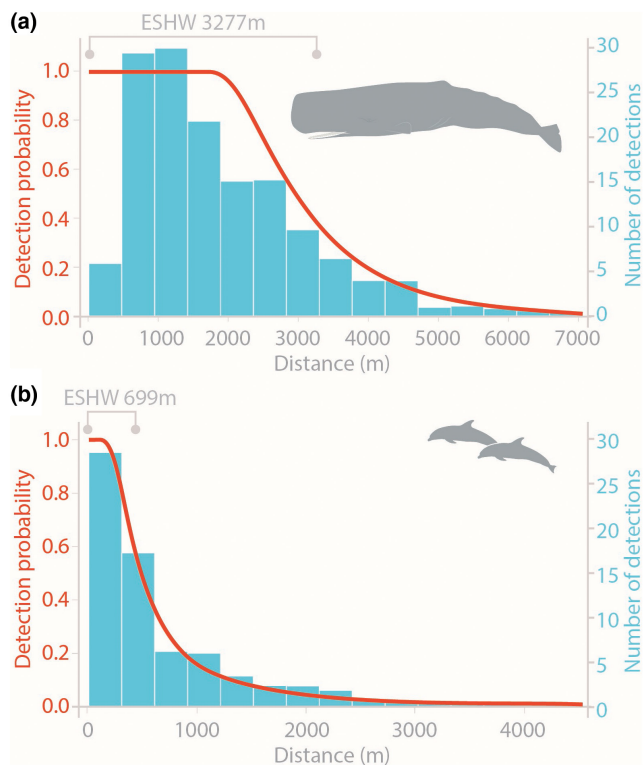 (a)
ESHW 3277m
Detection probability
1.0
0.8
0.6
0.4
0.2
0.0
30
25
20
15
10
5
0
Number of detections
0 1000 2000 3000 4000 5000 6000 7000
Distance (m)
(b)
ESHW 699m
Detection probability
1.0
0.8
0.6
0.4
0.2
0.0
30
25
20
15
10
5
0
Number of detections
0 1000 2000 3000 4000
Distance (m)